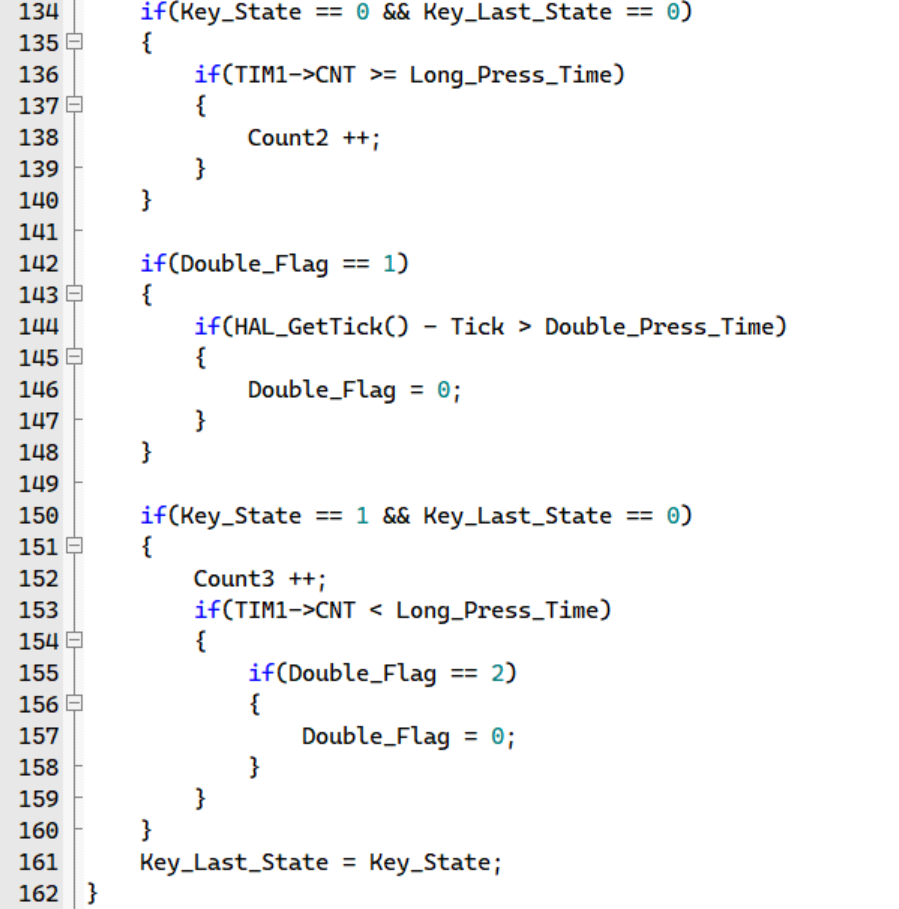 134 if(Key_State == 0 && Key_Last_State == 0)
135 {
136 if(TIM1->CNT >= Long_Press_Time)
137 {
138 Count2 ++;
139 }
140 }
141
142 if(Double_Flag == 1)
143 {
144 if(HAL_GetTick() - Tick > Double_Press_Time)
145 {
146 Double_Flag = 0;
147 }
148 }
149
150 if(Key_State == 1 && Key_Last_State == 0)
151 {
152 Count3 ++;
153 if(TIM1->CNT < Long_Press_Time)
154 {
155 if(Double_Flag == 2)
156 {
157 Double_Flag = 0;
158 }
159 }
160 }
161 Key_Last_State = Key_State;
162 }